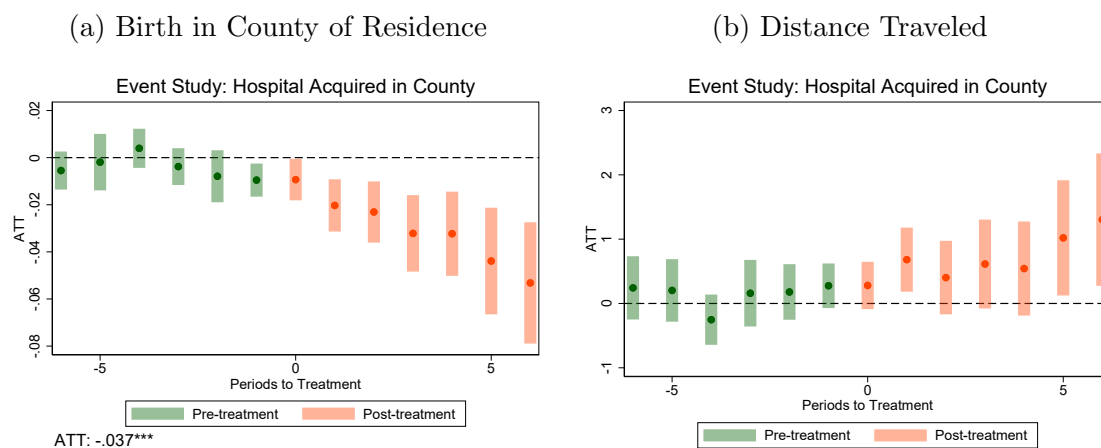 (a) Birth in County of Residence
Event Study: Hospital Acquired in County
.02
0
-.02
-.04
-.06
-.08
ATT
-5
0
5
Periods to Treatment
Pre-treatment
Post-treatment
ATT: -.037***
(b) Distance Traveled
Event Study: Hospital Acquired in County
3
2
1
0
-1
ATT
-5
0
5
Periods to Treatment
Pre-treatment
Post-treatment